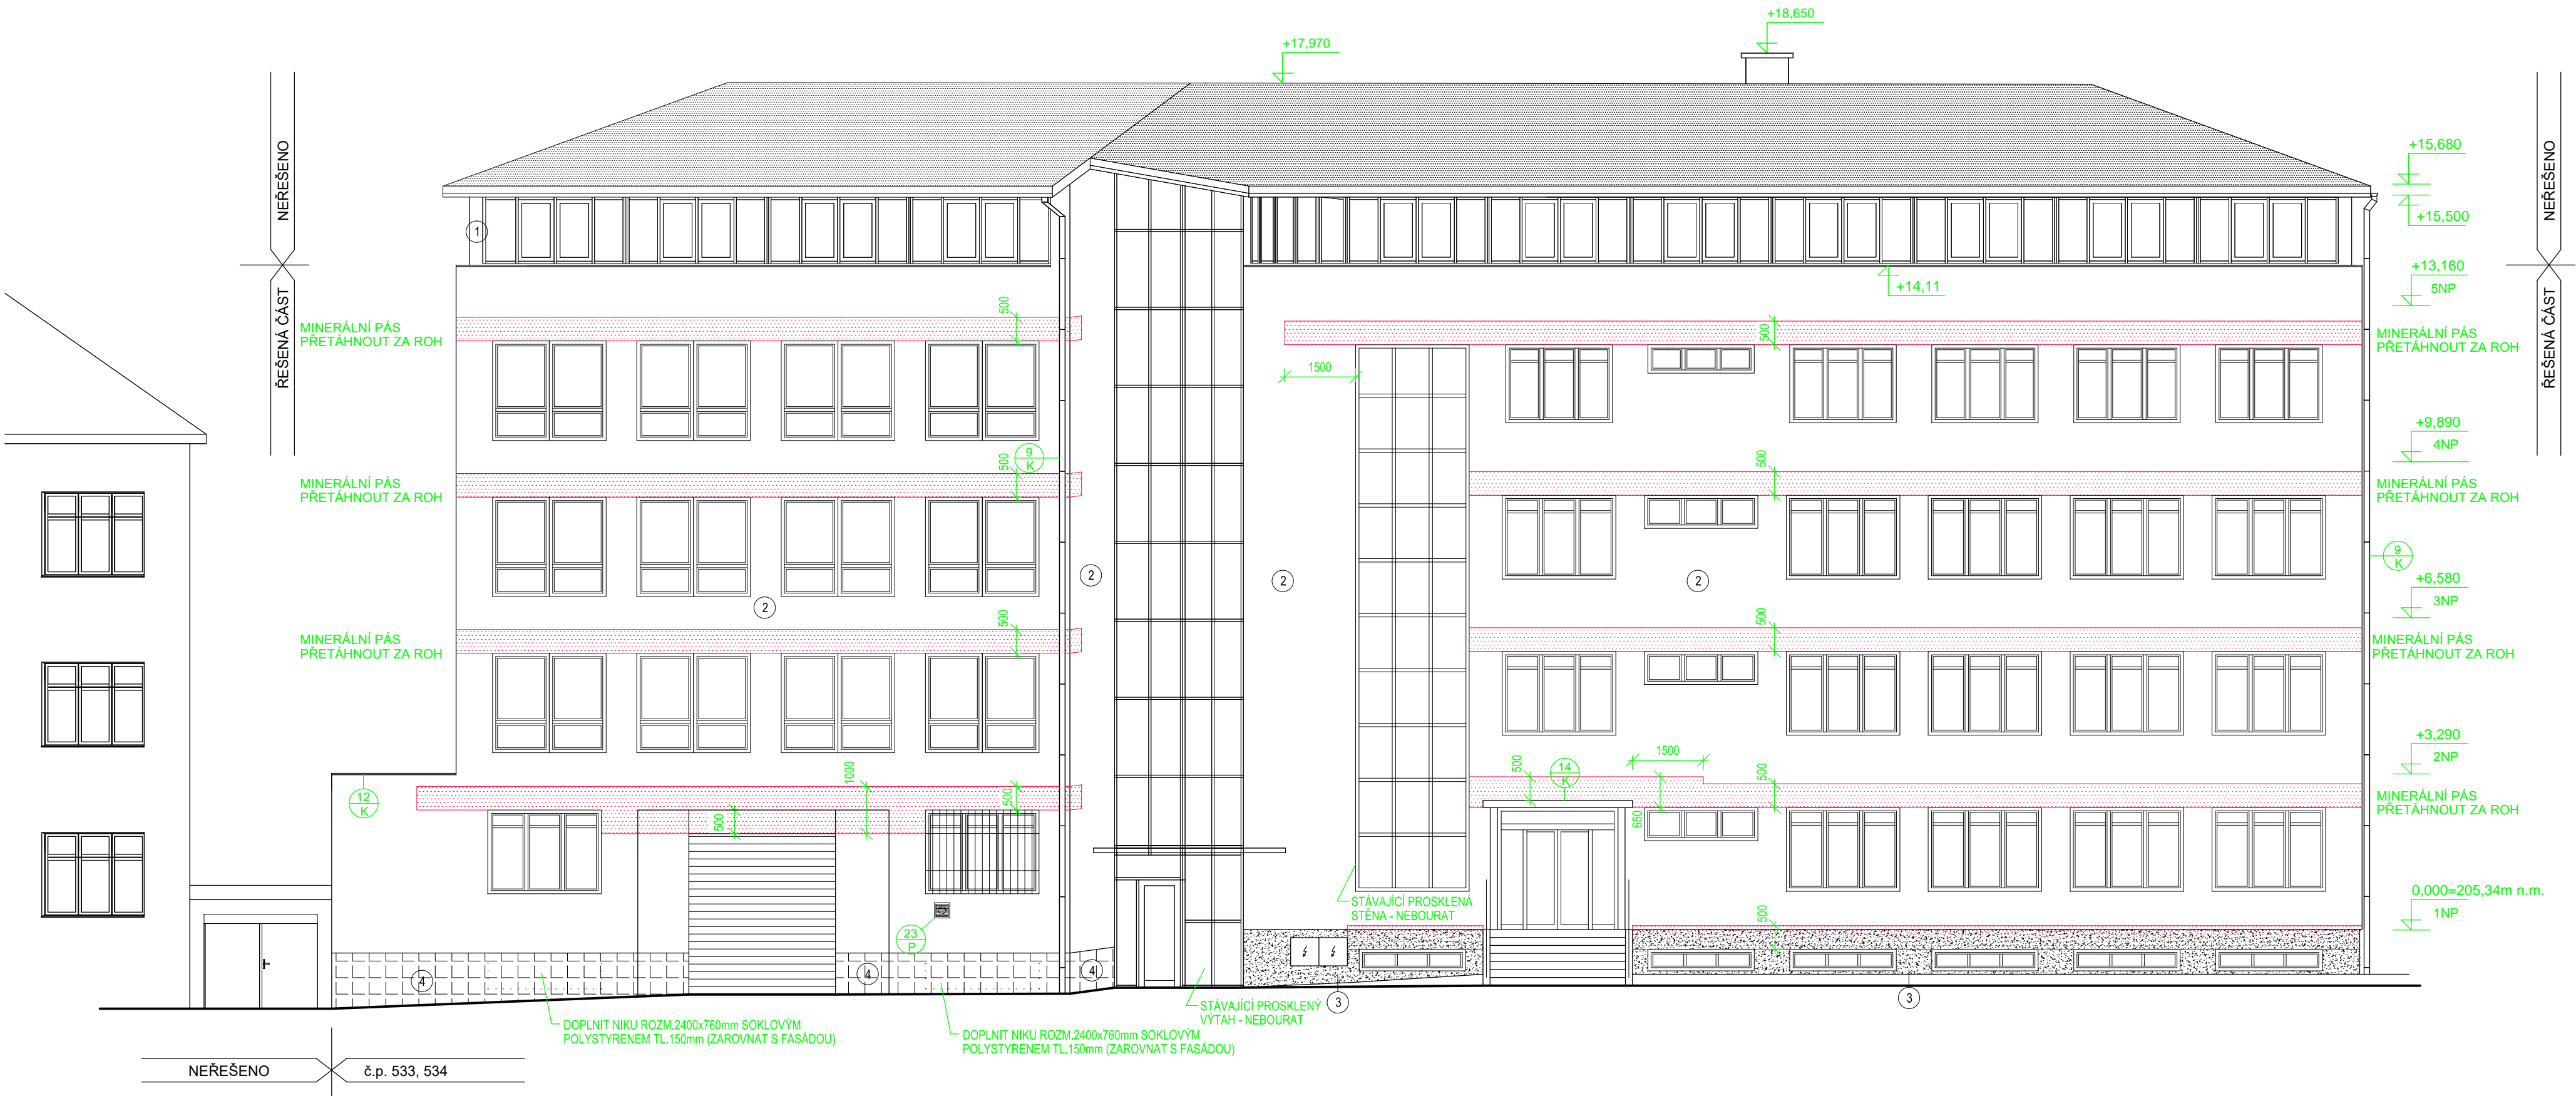 +18,650
+17,970
NEŘEŠENO
ŘEŠENÁ ČÁST
NEŘEŠENO
ŘEŠENÁ ČÁST
+15,680
+15,500
1
+13,160
5NP
+14,11
500
MINERÁLNÍ PÁS
PŘETÁHNOUT ZA ROH
500
MINERÁLNÍ PÁS
PŘETÁHNOUT ZA ROH
1500
+9,890
4NP
9
K
500
500
MINERÁLNÍ PÁS
PŘETÁHNOUT ZA ROH
MINERÁLNÍ PÁS
PŘETÁHNOUT ZA ROH
9
K
2
2
2
2
+6,580
3NP
500
500
MINERÁLNÍ PÁS
PŘETÁHNOUT ZA ROH
MINERÁLNÍ PÁS
PŘETÁHNOUT ZA ROH
+3,290
2NP
1500
1000
500
14
K
500
12
K
500
500
650
MINERÁLNÍ PÁS
PŘETÁHNOUT ZA ROH
0,000=205,34m n.m.
1NP
STÁVAJÍCÍ PROSKLENÁ
STĚNA - NEBOURAT
500
23
P
4
4
4
3
3
STÁVAJÍCÍ PROSKLENÝ
VÝTAH - NEBOURAT
DOPLNIT NIKU ROZM.2400x760mm SOKLOVÝM
POLYSTYRENEM TL.150mm (ZAROVNAT S FASÁDOU)
DOPLNIT NIKU ROZM.2400x760mm SOKLOVÝM
POLYSTYRENEM TL.150mm (ZAROVNAT S FASÁDOU)
NEŘEŠENO
č.p. 533, 534